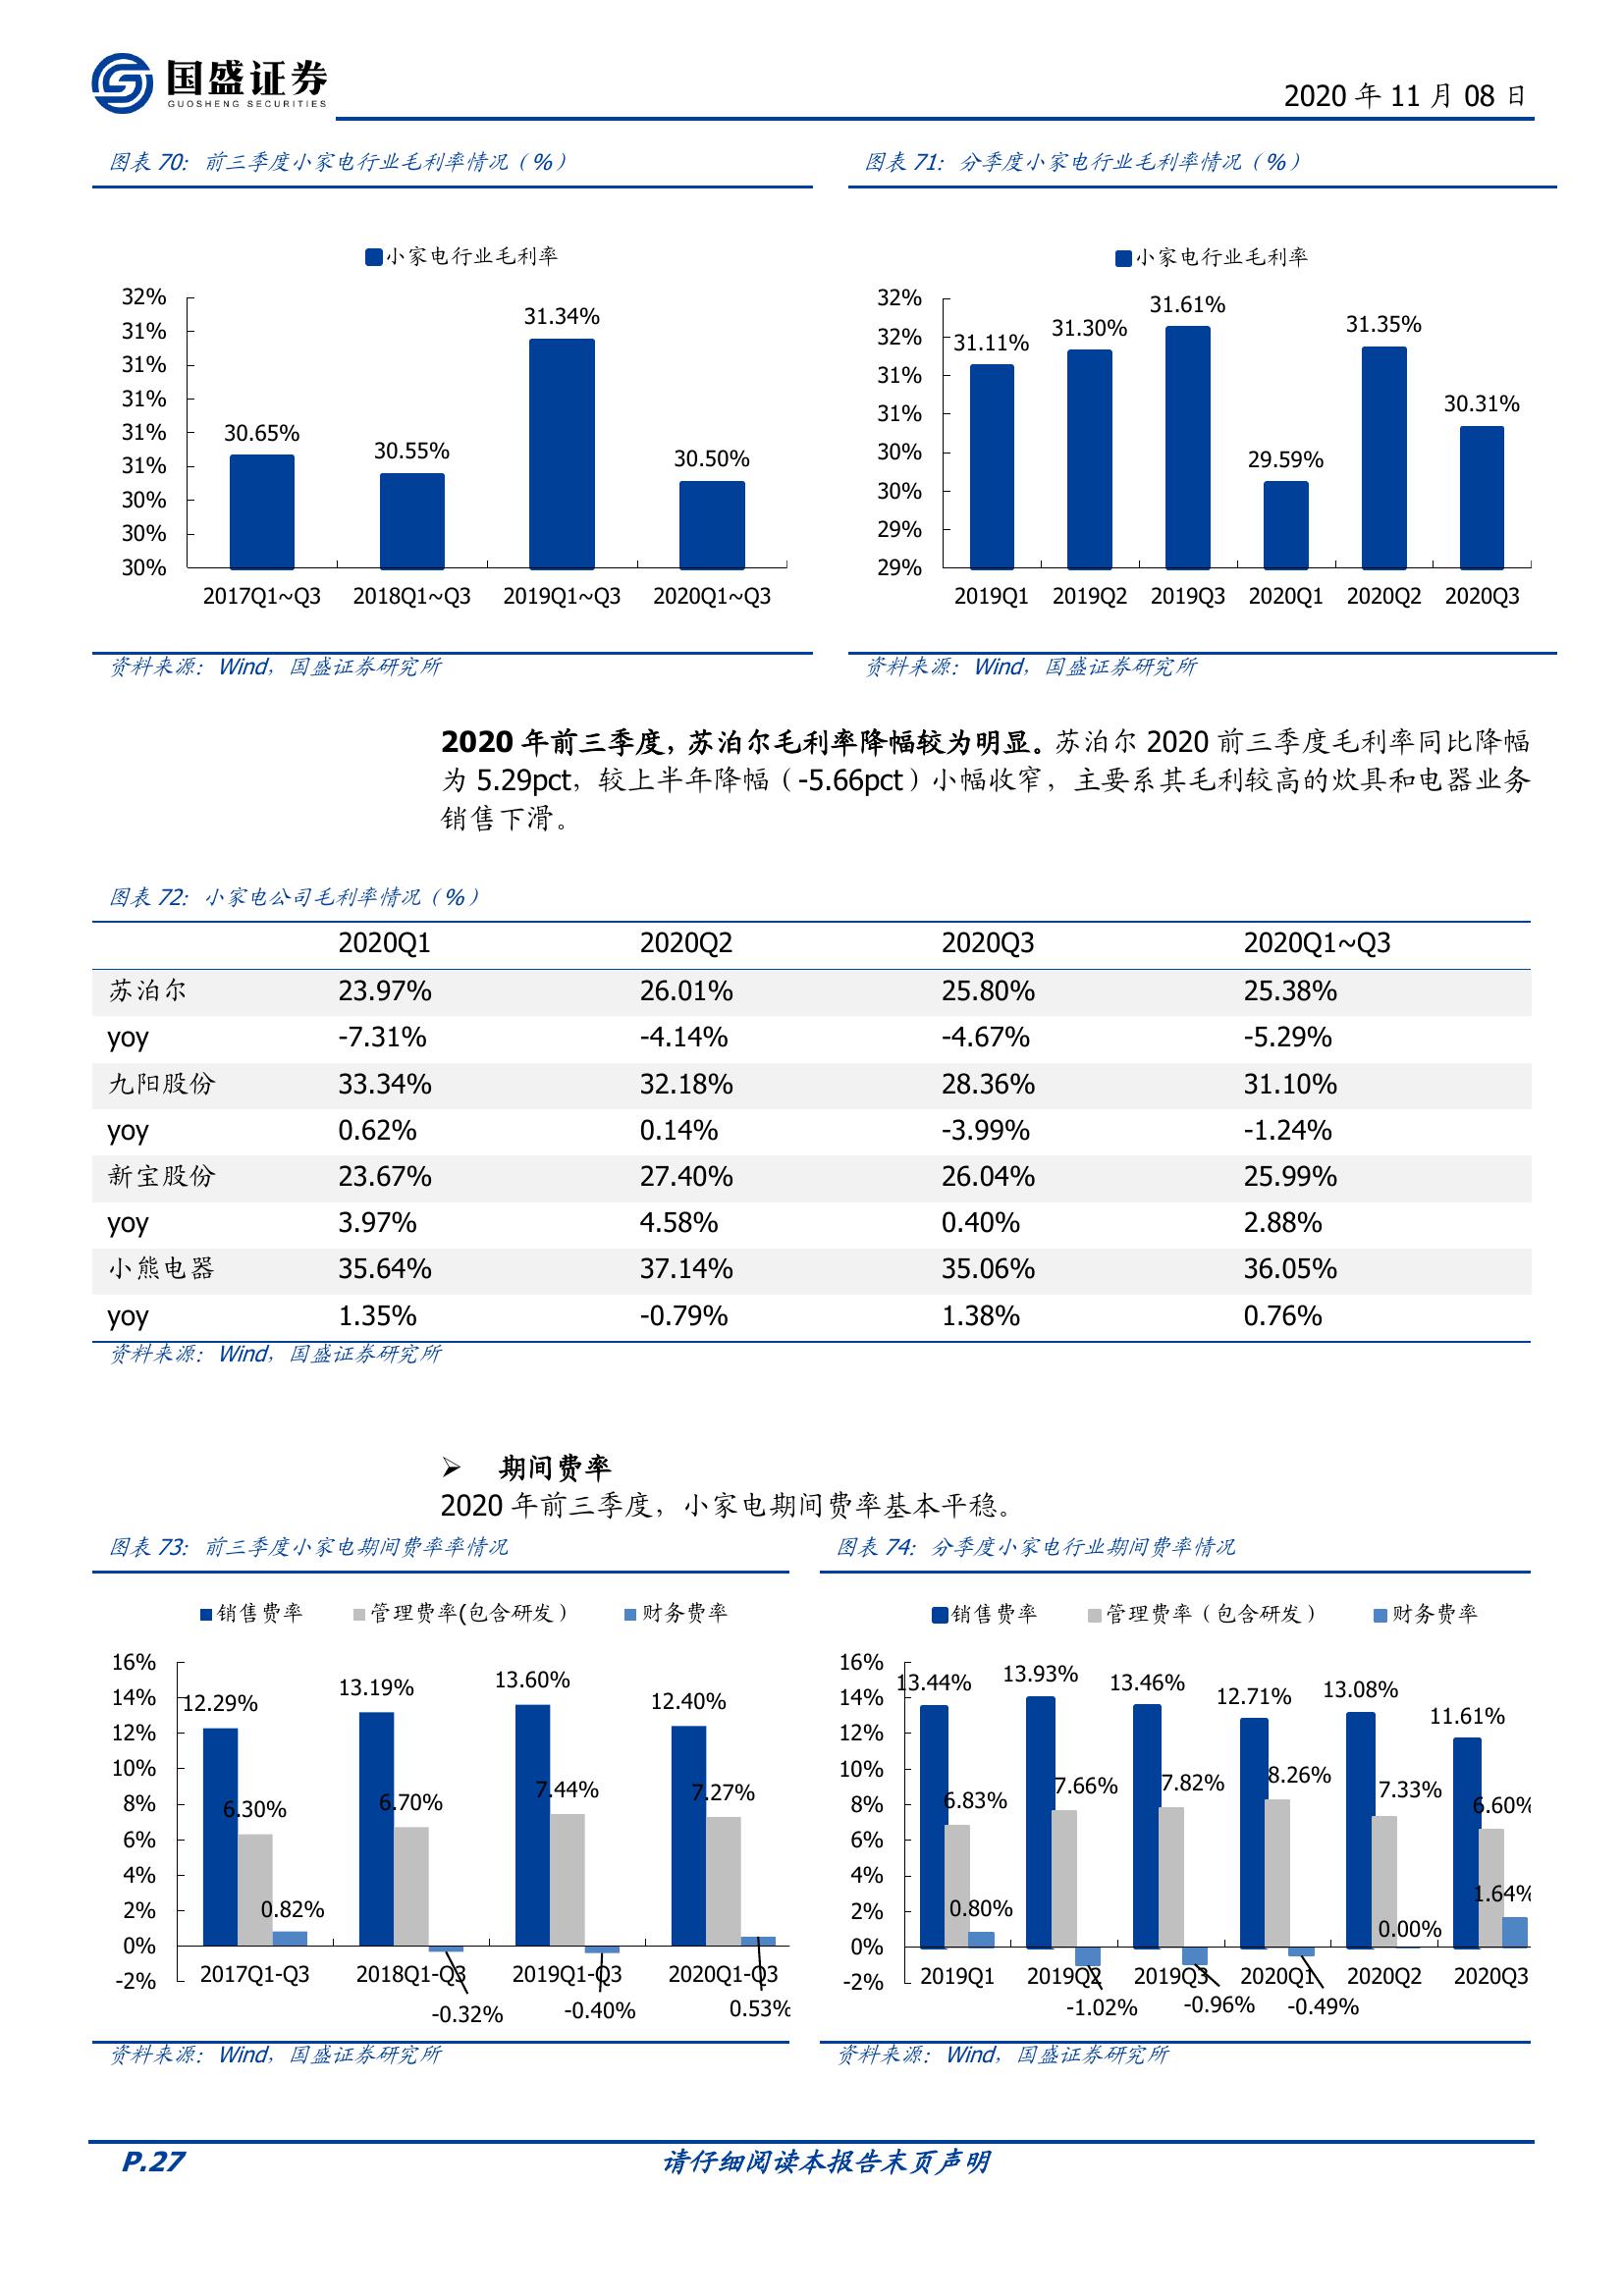 国盛证券
GUOSHENG SECURITIES
2020 年 11 月 08 日
图表 70: 前三季度小家电行业毛利率情况（%）
小家电行业毛利率
32%
31%
31%
31%
31%
31%
30%
30%
30%
30.65%
30.55%
31.34%
30.50%
2017Q1~Q3 2018Q1~Q3 2019Q1~Q3 2020Q1~Q3
资料来源：Wind，国盛证券研究所
图表 71: 分季度小家电行业毛利率情况（%）
小家电行业毛利率
32%
32%
31%
31%
30%
30%
29%
29%
31.11%
31.30%
31.61%
29.59%
31.35%
30.31%
2019Q1 2019Q2 2019Q3 2020Q1 2020Q2 2020Q3
资料来源：Wind，国盛证券研究所
2020 年前三季度，苏泊尔毛利率降幅较为明显。苏泊尔 2020 前三季度毛利率同比降幅
为 5.29pct，较上半年降幅（-5.66pct）小幅收窄，主要系其毛利较高的炊具和电器业务
销售下滑。
图表 72: 小家电公司毛利率情况（%）
2020Q1 2020Q2 2020Q3 2020Q1~Q3
苏泊尔 23.97% 26.01% 25.80% 25.38%
yoy -7.31% -4.14% -4.67% -5.29%
九阳股份 33.34% 32.18% 28.36% 31.10%
yoy 0.62% 0.14% -3.99% -1.24%
新宝股份 23.67% 27.40% 26.04% 25.99%
yoy 3.97% 4.58% 0.40% 2.88%
小熊电器 35.64% 37.14% 35.06% 36.05%
yoy 1.35% -0.79% 1.38% 0.76%
资料来源：Wind，国盛证券研究所
➢ 期间费率
2020 年前三季度，小家电期间费率基本平稳。
图表 73: 前三季度小家电期间费率率情况
销售费率 管理费率(包含研发） 财务费率
16%
14%
12%
10%
8%
6%
4%
2%
0%
-2%
12.29%
13.19%
13.60%
12.40%
6.30%
6.70%
7.44%
7.27%
0.82%
2017Q1-Q3 2018Q1-Q3 2019Q1-Q3 2020Q1-Q3
-0.32%
-0.40%
0.53%
资料来源：Wind，国盛证券研究所
图表 74: 分季度小家电行业期间费率情况
销售费率 管理费率（包含研发） 财务费率
16%
14%
12%
10%
8%
6%
4%
2%
0%
-2%
13.44%
13.93%
13.46%
12.71%
13.08%
11.61%
6.83%
7.66%
7.82%
8.26%
7.33%
6.60%
0.80%
0.00%
1.64%
2019Q1 2019Q2 2019Q3 2020Q1 2020Q2 2020Q3
-1.02%
-0.96%
-0.49%
资料来源：Wind，国盛证券研究所
P.27
请仔细阅读本报告末页声明